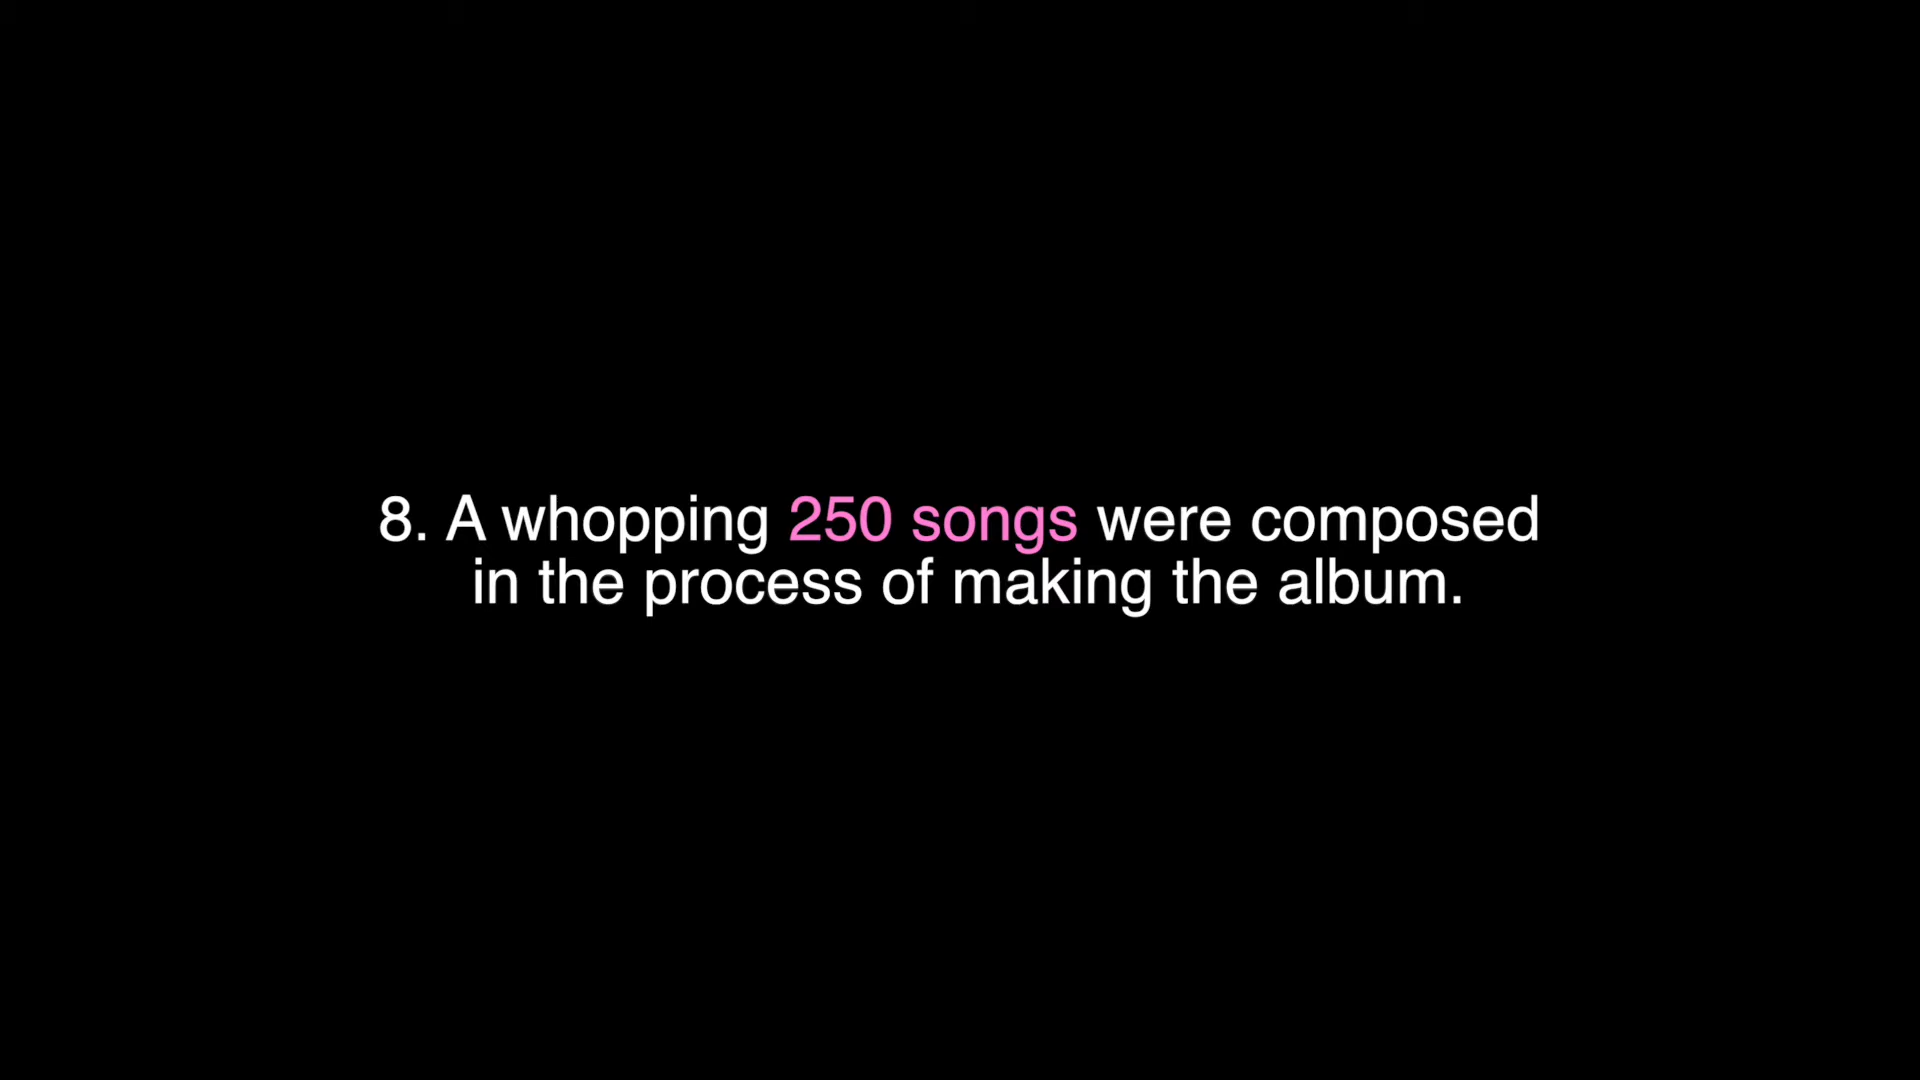 8. A whopping 250 songs were composed
in the process of making the album.